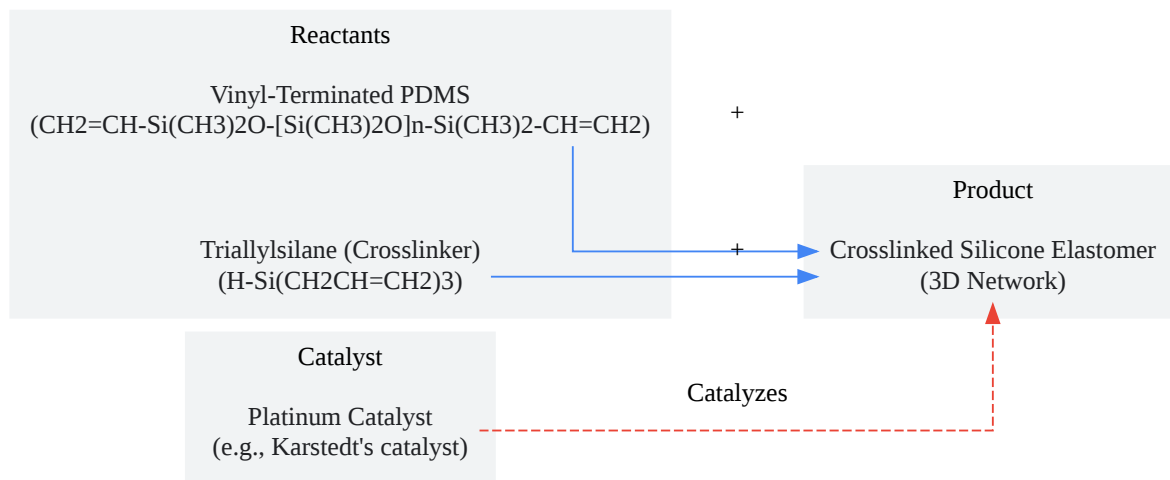 Reactants
Vinyl-Terminated PDMS
(CH2=CH-Si(CH3)2O-[Si(CH3)2O]n-Si(CH3)2-CH=CH2)
+
Triallylsilane (Crosslinker)
(H-Si(CH2CH=CH2)3)
+
Product
Crosslinked Silicone Elastomer
(3D Network)
Catalyst
Platinum Catalyst
(e.g., Karstedt's catalyst)
Catalyzes